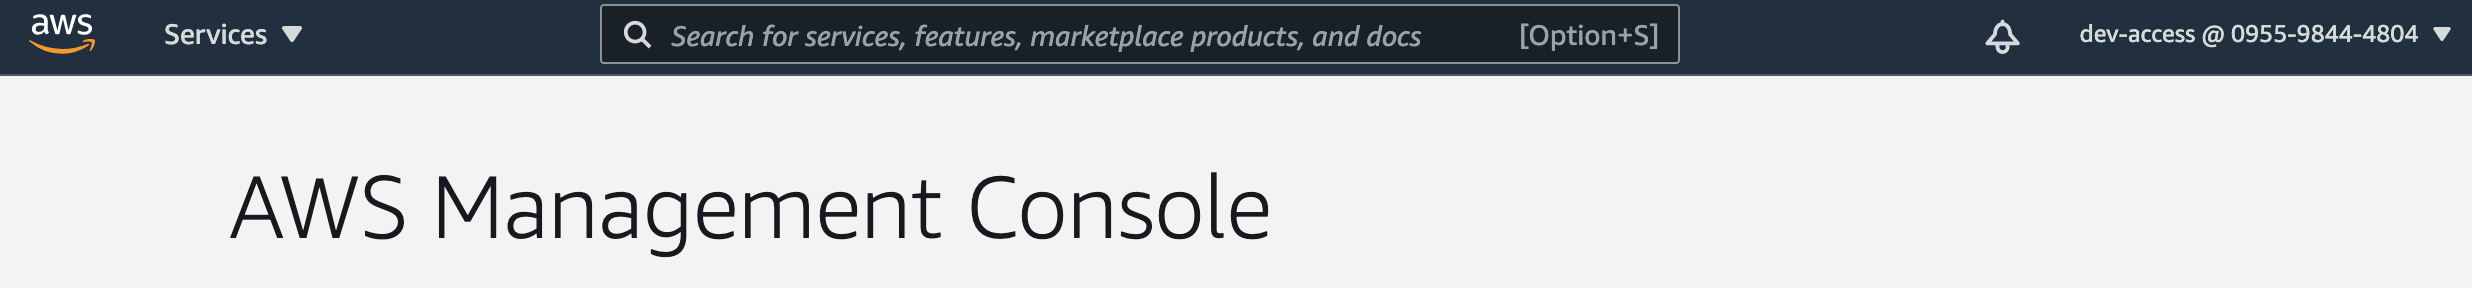 aws Services Search for services, features, marketplace products, and docs [Option+S] dev-access @ 0955-9844-4804
AWS Management Console